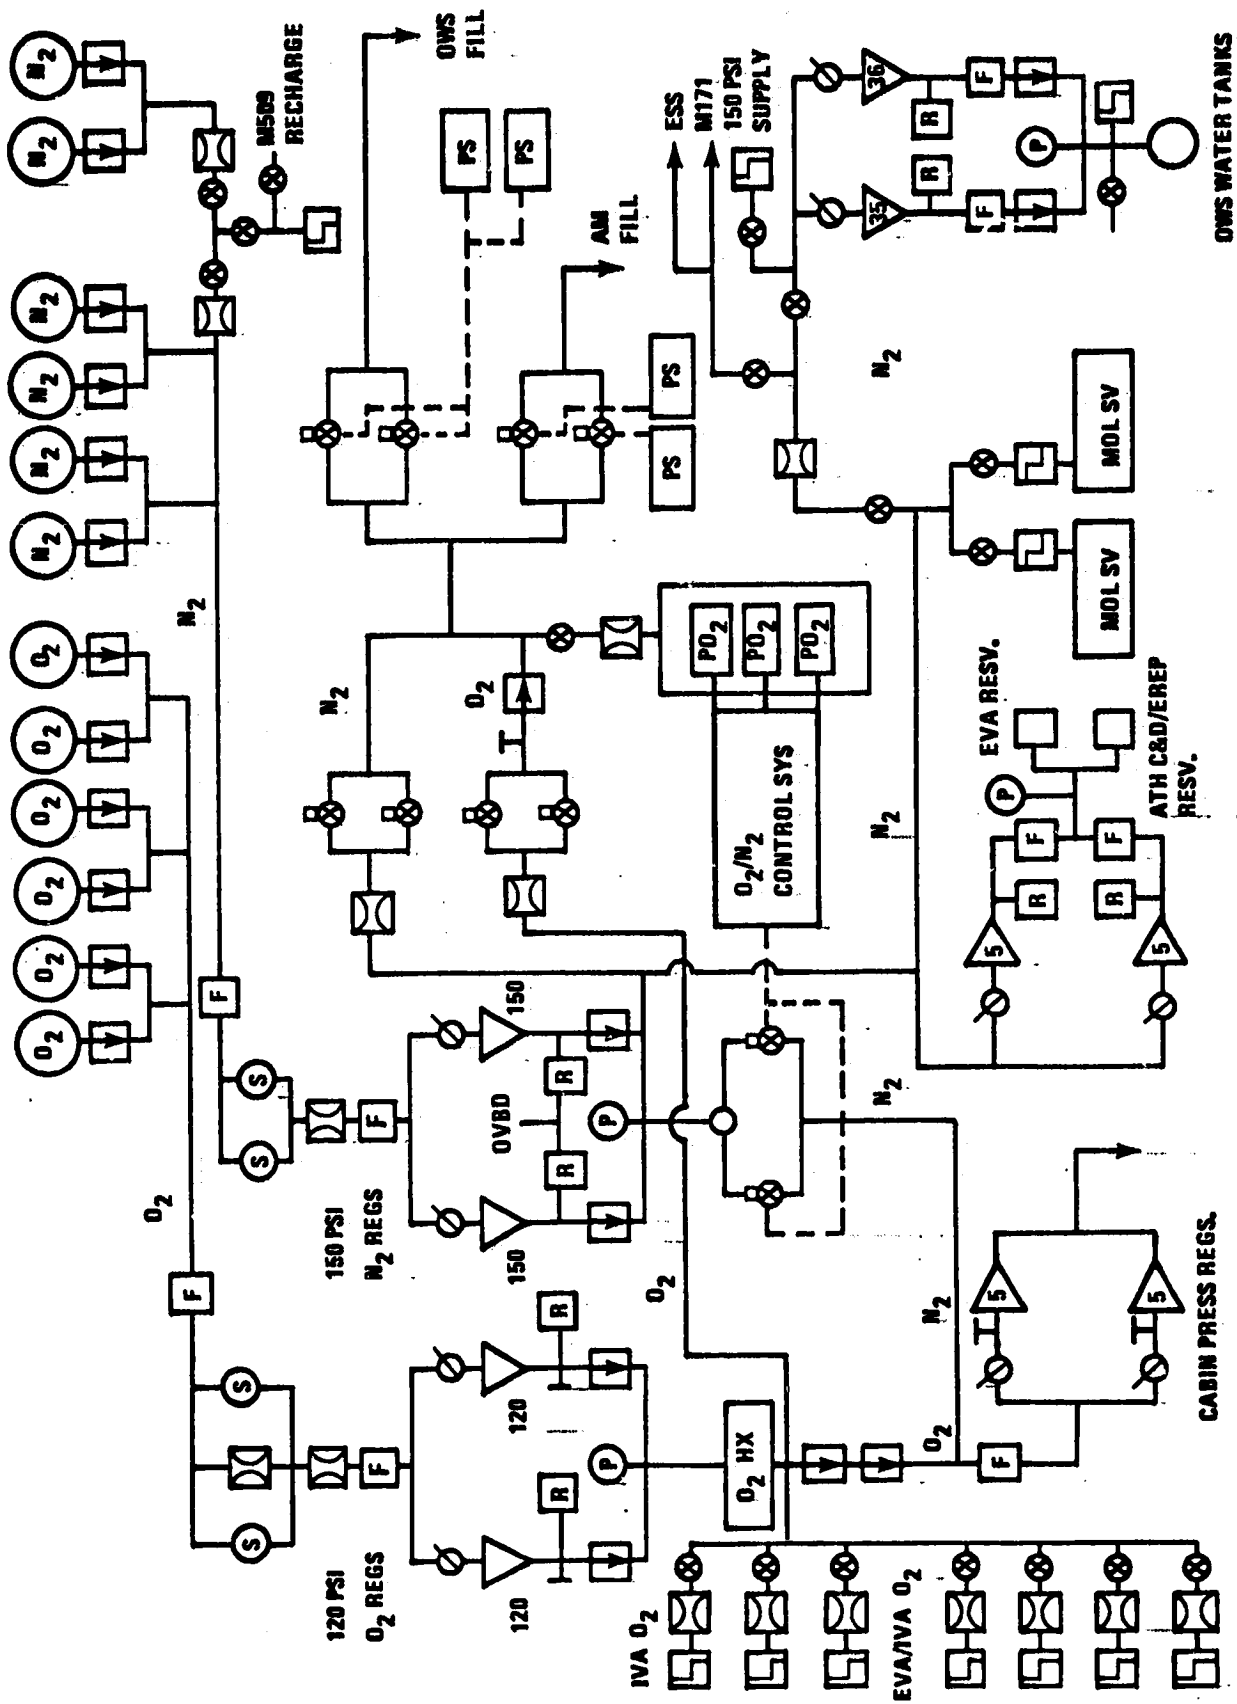 O2
O2
O2
O2
O2
O2
N2
N2
N2
N2
N2
N2
O2
N2
F
F
M509
RECHARGE
S
S
S
S
120 PSI
O2 REGS
150 PSI
N2 REGS
F
F
N2
OWS
FILL
120
120
150
150
OVBD
O2
PS
PS
R
R
R
R
P
P
AM
FILL
IVA O2
O2
PS
PS
ESS
M171
150 PSI
SUPPLY
PO2
PO2
PO2
O2 HX
O2/N2
CONTROL SYS
35
36
EVA/IVA O2
N2
N2
N2
R
R
O2
N2
F
F
F
5
5
5
5
R
R
F
F
P
P
EVA RESV.
MOL SV
MOL SV
ATH C&D/EREP
RESV.
CABIN PRESS REGS.
OWS WATER TANKS